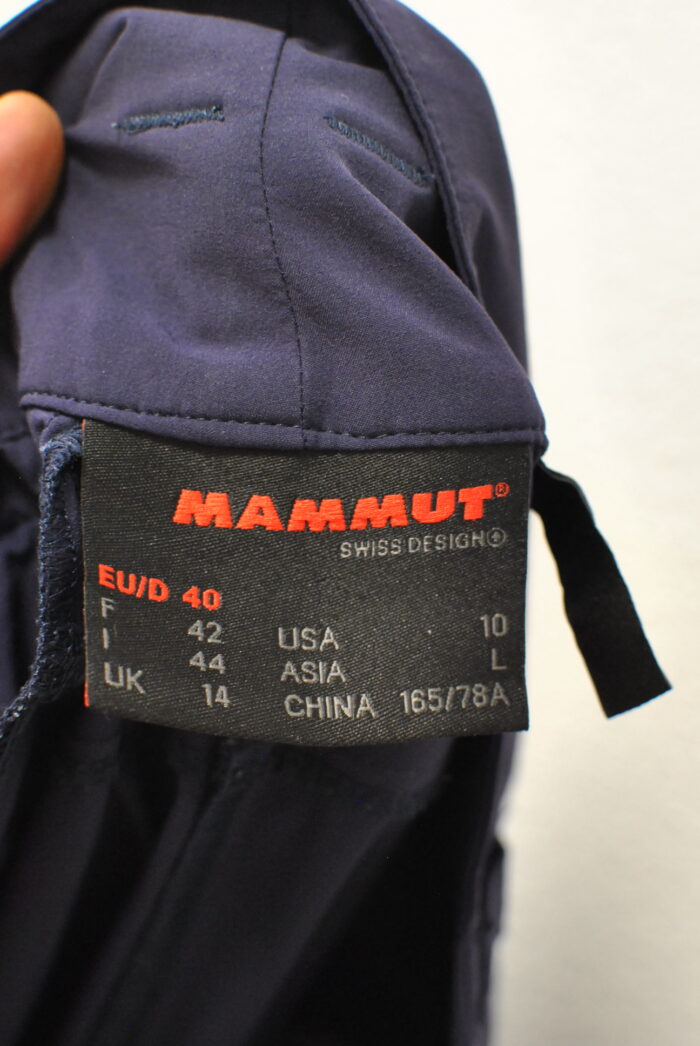 MAMMUT®
SWISS DESIGN
EU/D 40
F 42 USA 10
I 44 ASIA L
UK 14 CHINA 165/78A